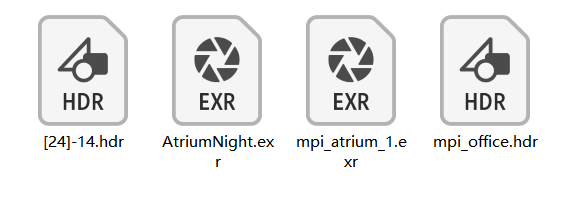 HDR
EXR
EXR
HDR
[24]-14.hdr
AtriumNight.ex
r
mpi_atrium_1.e
xr
mpi_office.hdr